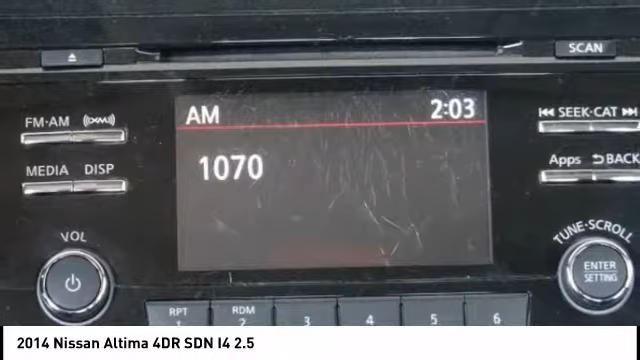 SCAN
FM·AM ((XM))
SEEK·CAT
AM 2:03
MEDIA DISP
1070
Apps BACK
VOL
TUNE·SCROLL
ENTER
SETTING
RPT RDM
1 2 3 4 5 6
2014 Nissan Altima 4DR SDN I4 2.5